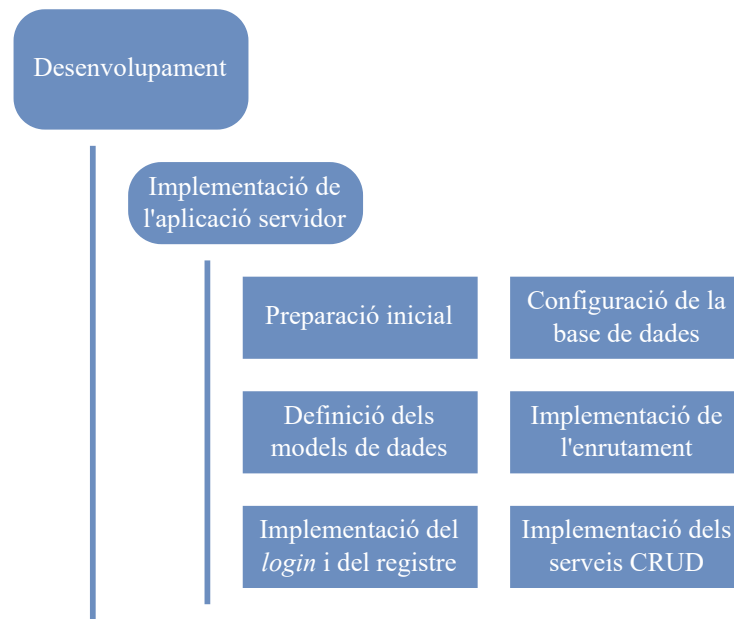 Desenvolupament
Implementació de
l'aplicació servidor
Preparació inicial
Configuració de la
base de dades
Definició dels
models de dades
Implementació de
l'enrutament
Implementació del
login i del registre
Implementació dels
serveis CRUD